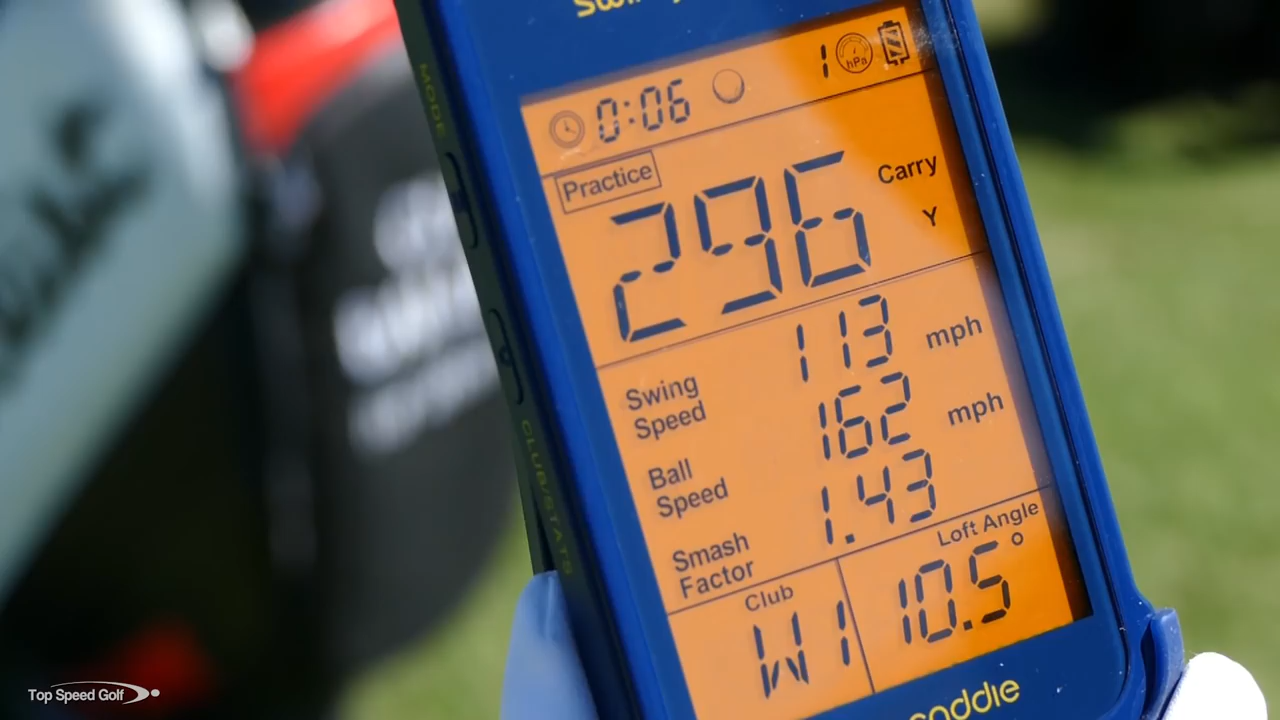 MODE
CLUB/STATS
0:06 1 hPa
Practice
296 Carry
Y
Swing Speed 113 mph
Ball Speed 162 mph
Smash Factor 1.43
Club Loft Angle
W1 10.5°
caddie
Top Speed Golf